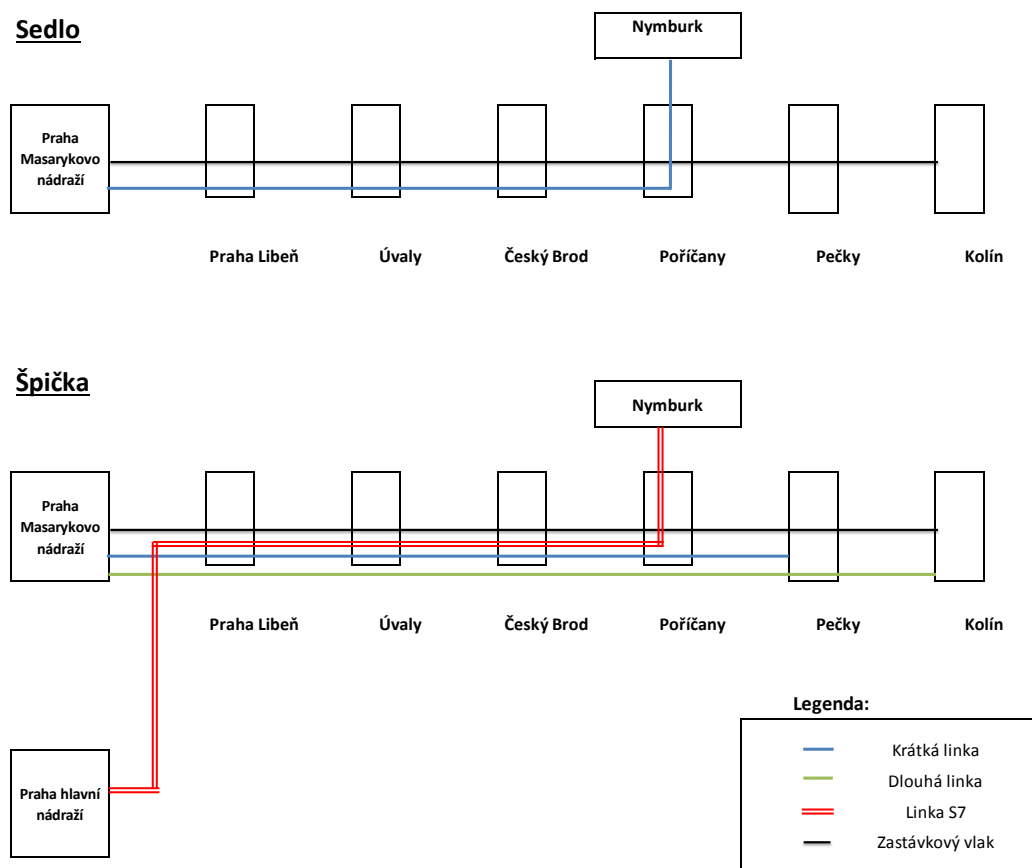 Sedlo
Nymburk
Praha
Masarykovo
nádraží
Praha Libeň
Úvaly
Český Brod
Poříčany
Pečky
Kolín
Špička
Nymburk
Praha
Masarykovo
nádraží
Praha Libeň
Úvaly
Český Brod
Poříčany
Pečky
Kolín
Praha hlavní
nádraží
Legenda:
Krátká linka
Dlouhá linka
Linka S7
Zastávkový vlak